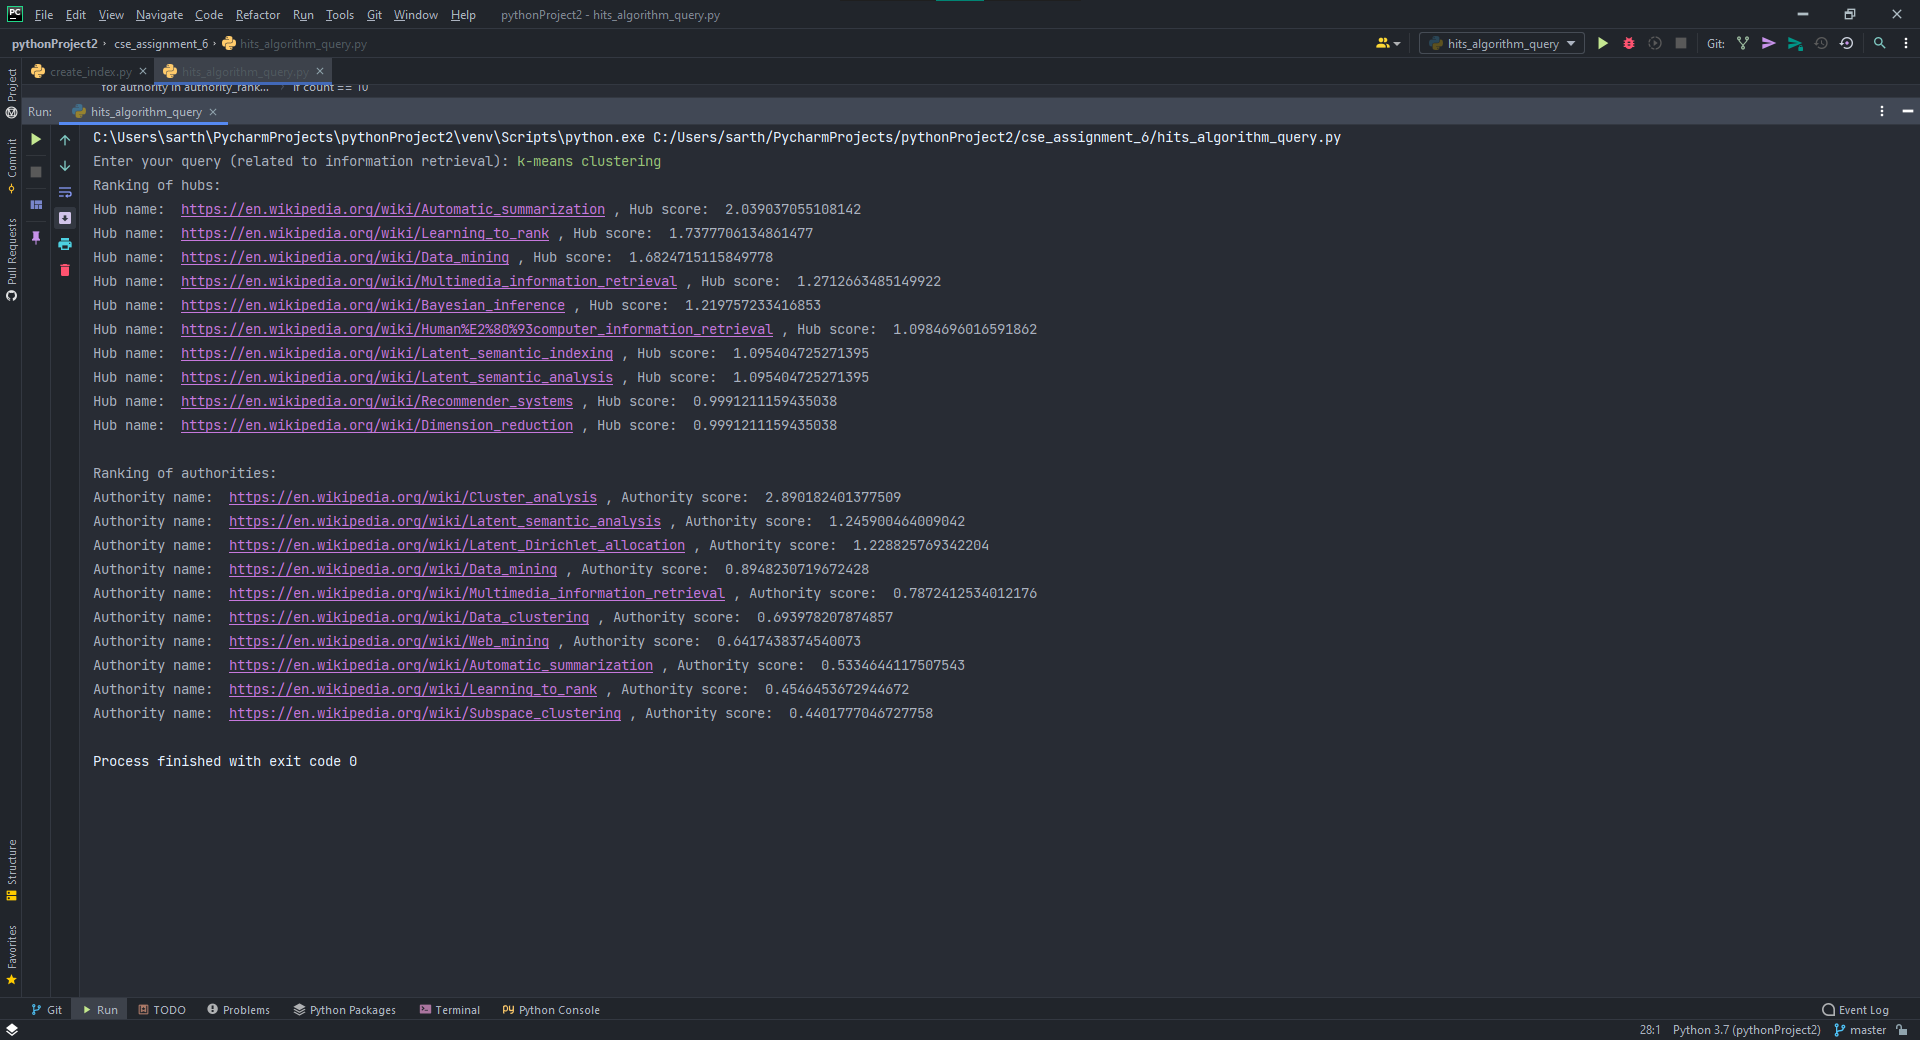 PC File Edit View Navigate Code Refactor Run Tools Git Window Help pythonProject2 - hits_algorithm_query.py
pythonProject2 › cse_assignment_6 › hits_algorithm_query.py hits_algorithm_query Git:
create_index.py hits_algorithm_query.py
for authority in authority_rank... › if count == 10
Run: hits_algorithm_query
Project
Commit
Pull Requests
C:\Users\sarth\PycharmProjects\pythonProject2\venv\Scripts\python.exe C:/Users/sarth/PycharmProjects/pythonProject2/cse_assignment_6/hits_algorithm_query.py
Enter your query (related to information retrieval): k-means clustering
Ranking of hubs:
Hub name:  https://en.wikipedia.org/wiki/Automatic_summarization , Hub score:  2.039037055108142
Hub name:  https://en.wikipedia.org/wiki/Learning_to_rank , Hub score:  1.7377706134861477
Hub name:  https://en.wikipedia.org/wiki/Data_mining , Hub score:  1.6824715115849778
Hub name:  https://en.wikipedia.org/wiki/Multimedia_information_retrieval , Hub score:  1.2712663485149922
Hub name:  https://en.wikipedia.org/wiki/Bayesian_inference , Hub score:  1.219757233416853
Hub name:  https://en.wikipedia.org/wiki/Human%E2%80%93computer_information_retrieval , Hub score:  1.0984696016591862
Hub name:  https://en.wikipedia.org/wiki/Latent_semantic_indexing , Hub score:  1.095404725271395
Hub name:  https://en.wikipedia.org/wiki/Latent_semantic_analysis , Hub score:  1.095404725271395
Hub name:  https://en.wikipedia.org/wiki/Recommender_systems , Hub score:  0.9991211159435038
Hub name:  https://en.wikipedia.org/wiki/Dimension_reduction , Hub score:  0.9991211159435038
Ranking of authorities:
Authority name:  https://en.wikipedia.org/wiki/Cluster_analysis , Authority score:  2.890182401377509
Authority name:  https://en.wikipedia.org/wiki/Latent_semantic_analysis , Authority score:  1.245900464009042
Authority name:  https://en.wikipedia.org/wiki/Latent_Dirichlet_allocation , Authority score:  1.228825769342204
Authority name:  https://en.wikipedia.org/wiki/Data_mining , Authority score:  0.8948230719672428
Authority name:  https://en.wikipedia.org/wiki/Multimedia_information_retrieval , Authority score:  0.7872412534012176
Authority name:  https://en.wikipedia.org/wiki/Data_clustering , Authority score:  0.693978207874857
Authority name:  https://en.wikipedia.org/wiki/Web_mining , Authority score:  0.6417438374540073
Authority name:  https://en.wikipedia.org/wiki/Automatic_summarization , Authority score:  0.5334644117507543
Authority name:  https://en.wikipedia.org/wiki/Learning_to_rank , Authority score:  0.4546453672944672
Authority name:  https://en.wikipedia.org/wiki/Subspace_clustering , Authority score:  0.4401777046727758
Process finished with exit code 0
Structure
Favorites
Git Run TODO Problems Python Packages Terminal Python Console Event Log
28:1 Python 3.7 (pythonProject2) master